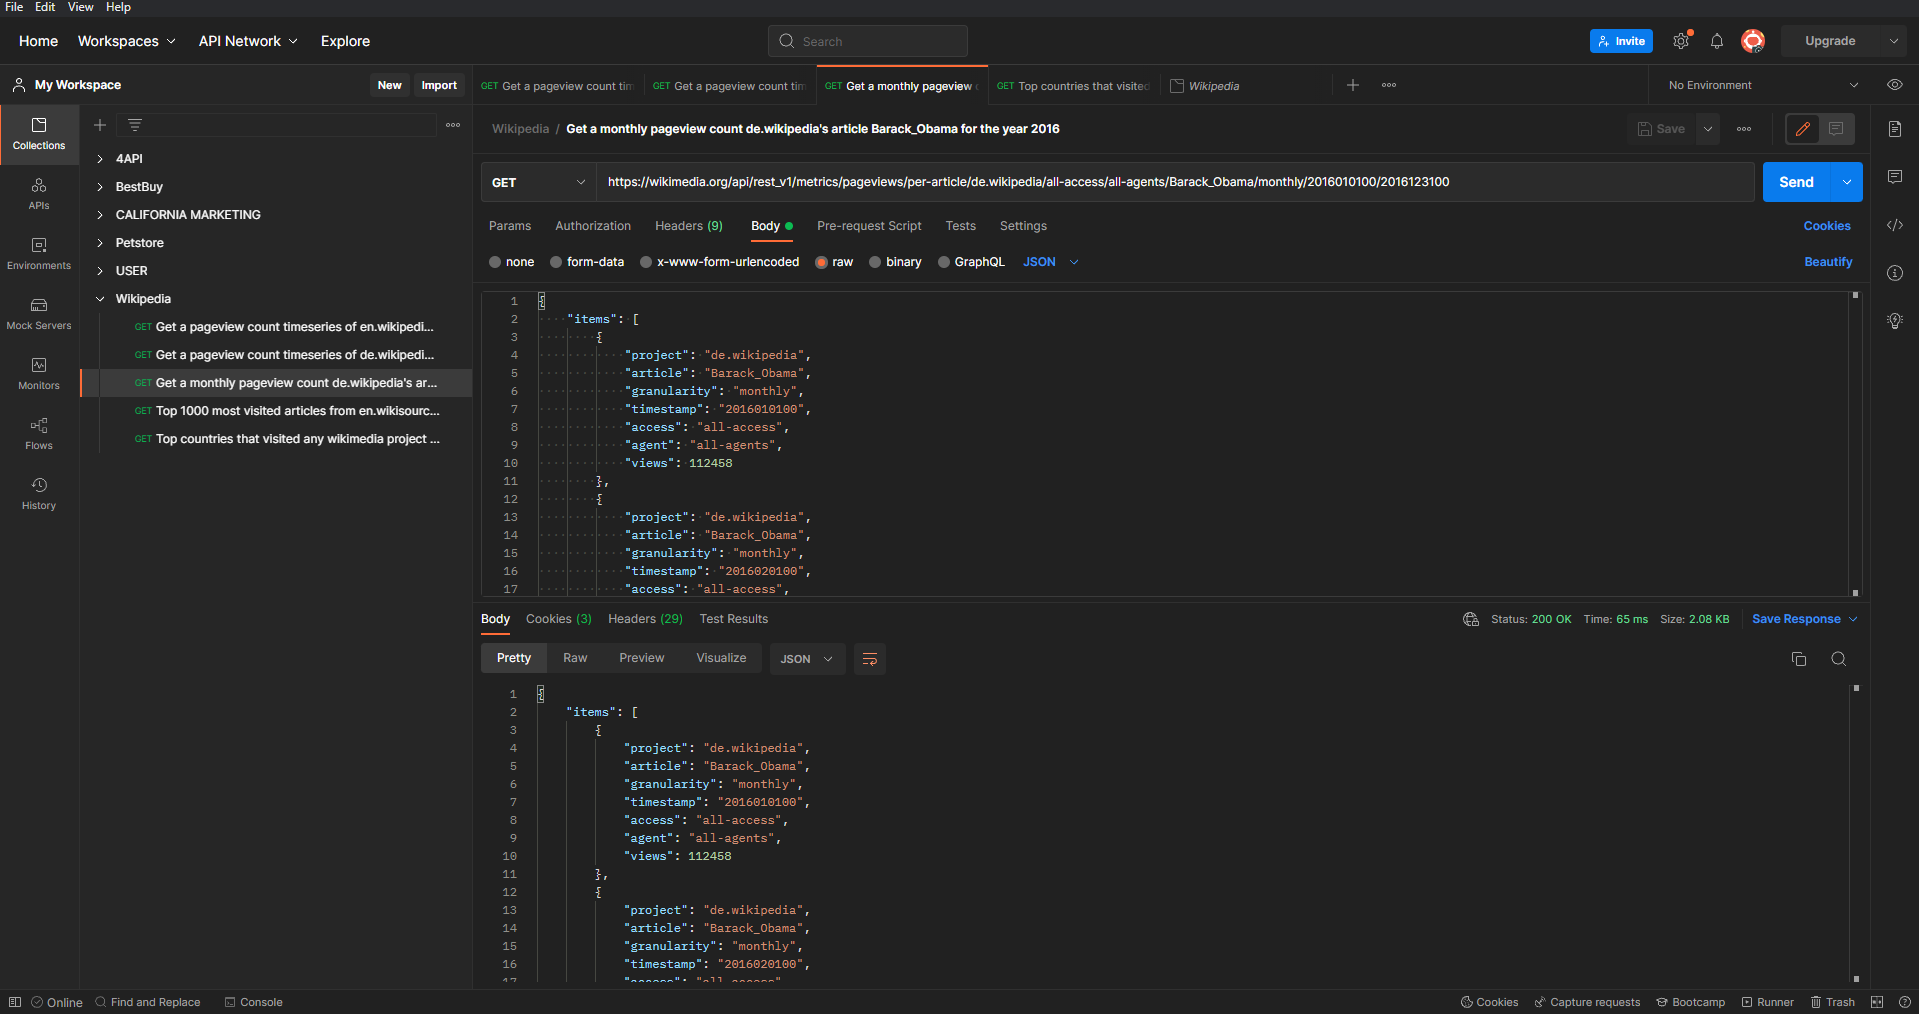 File Edit View Help
Home Workspaces API Network Explore Search Invite Upgrade
My Workspace New Import
GET Get a pageview count tim GET Get a pageview count tim GET Get a monthly pageview GET Top countries that visited Wikipedia No Environment
Wikipedia / Get a monthly pageview count de.wikipedia's article Barack_Obama for the year 2016 Save
Collections
APIs
Environments
Mock Servers
Monitors
Flows
History
4API
BestBuy
CALIFORNIA MARKETING
Petstore
USER
Wikipedia
GET Get a pageview count timeseries of en.wikipedi...
GET Get a pageview count timeseries of de.wikipedi...
GET Get a monthly pageview count de.wikipedia's ar...
GET Top 1000 most visited articles from en.wikisourc...
GET Top countries that visited any wikimedia project ...
GET https://wikimedia.org/api/rest_v1/metrics/pageviews/per-article/de.wikipedia/all-access/all-agents/Barack_Obama/monthly/2016010100/2016123100 Send
Params Authorization Headers (9) Body Pre-request Script Tests Settings Cookies
none form-data x-www-form-urlencoded raw binary GraphQL JSON Beautify
1 {
2 "items": [
3 {
4 "project": "de.wikipedia",
5 "article": "Barack_Obama",
6 "granularity": "monthly",
7 "timestamp": "2016010100",
8 "access": "all-access",
9 "agent": "all-agents",
10 "views": 112458
11 },
12 {
13 "project": "de.wikipedia",
14 "article": "Barack_Obama",
15 "granularity": "monthly",
16 "timestamp": "2016020100",
17 "access": "all-access",
Body Cookies (3) Headers (29) Test Results Status: 200 OK Time: 65 ms Size: 2.08 KB Save Response
Pretty Raw Preview Visualize JSON
1 {
2 "items": [
3 {
4 "project": "de.wikipedia",
5 "article": "Barack_Obama",
6 "granularity": "monthly",
7 "timestamp": "2016010100",
8 "access": "all-access",
9 "agent": "all-agents",
10 "views": 112458
11 },
12 {
13 "project": "de.wikipedia",
14 "article": "Barack_Obama",
15 "granularity": "monthly",
16 "timestamp": "2016020100",
17 "access": "all-access",
Online Find and Replace Console Cookies Capture requests Bootcamp Runner Trash